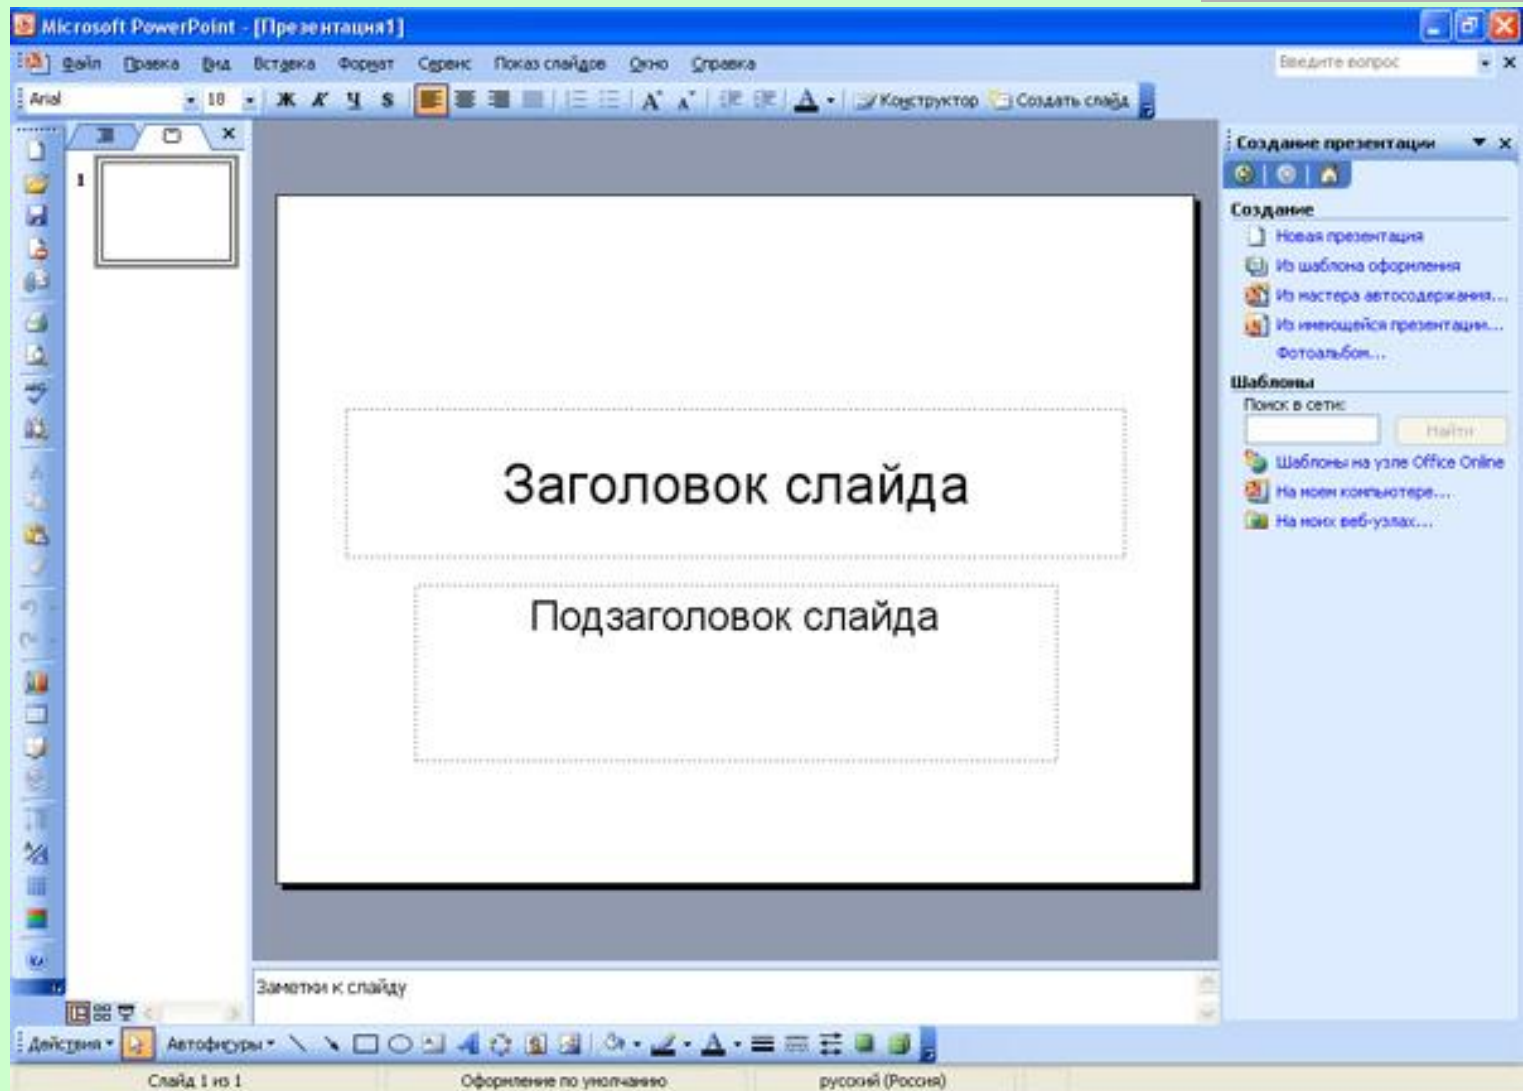 Microsoft PowerPoint - [Презентация1]
Файл Правка Вид Вставка Формат Сервис Показ слайдов Окно Справка Введите вопрос
Arial 18 Ж К Ч S Конструктор Создать слайд
Создание презентации
1
Создание
Новая презентация
Из шаблона оформления
Из мастера автосодержания...
Из имеющейся презентации...
Фотоальбом...
Шаблоны
Поиск в сети:
Найти
Шаблоны на узле Office Online
На моем компьютере...
На моих веб-узлах...
Заголовок слайда
Подзаголовок слайда
Заметки к слайду
Действия Автофигуры
Слайд 1 из 1 Оформление по умолчанию русский (Россия)